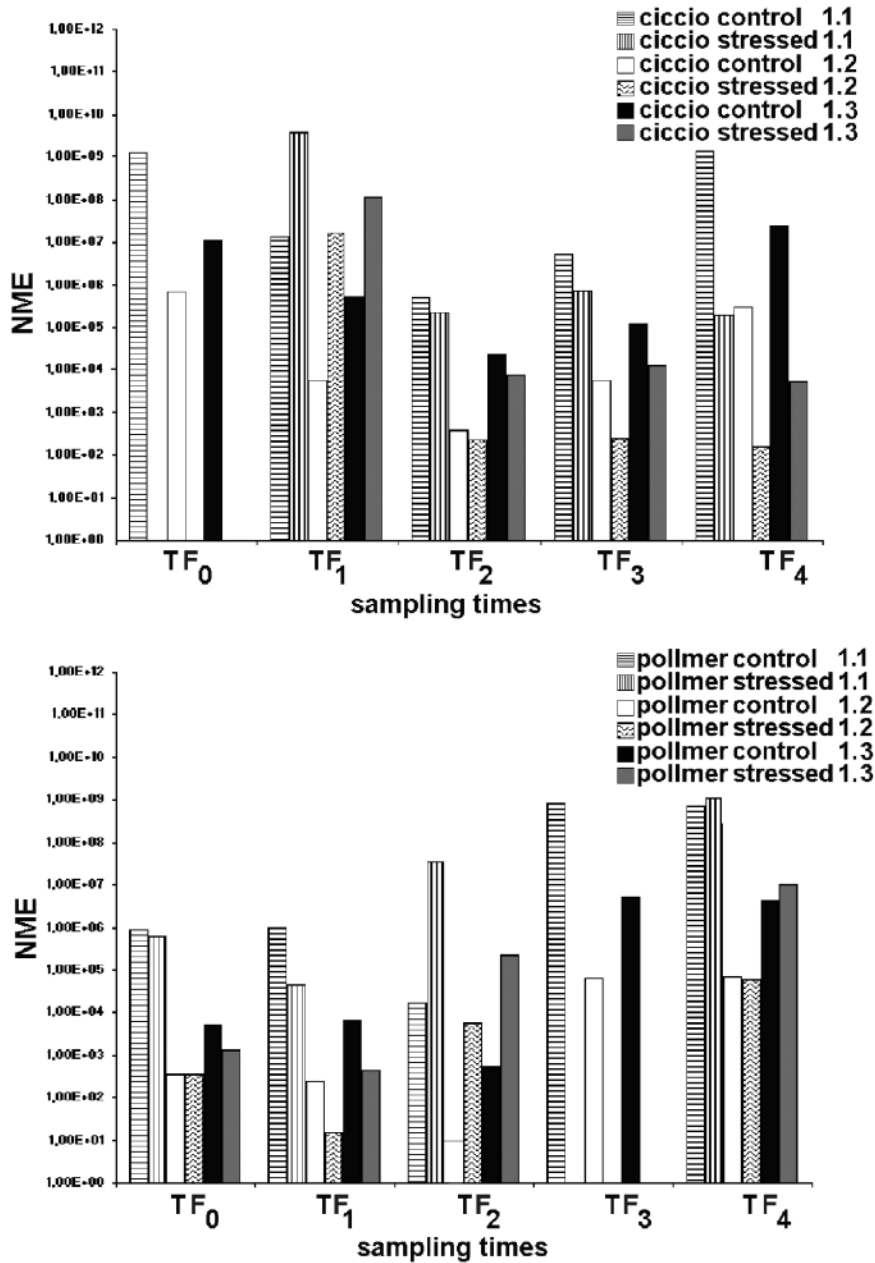 ciccio control 1.1
ciccio stressed 1.1
ciccio control 1.2
ciccio stressed 1.2
ciccio control 1.3
ciccio stressed 1.3
1,00E+12
1,00E+11
1,00E+10
1,00E+09
1,00E+08
1,00E+07
1,00E+06
1,00E+05
1,00E+04
1,00E+03
1,00E+02
1,00E+01
1,00E+00
NME
TF0 TF1 TF2 TF3 TF4
sampling times
pollmer control 1.1
pollmer stressed 1.1
pollmer control 1.2
pollmer stressed 1.2
pollmer control 1.3
pollmer stressed 1.3
1,00E+12
1,00E+11
1,00E+10
1,00E+09
1,00E+08
1,00E+07
1,00E+06
1,00E+05
1,00E+04
1,00E+03
1,00E+02
1,00E+01
1,00E+00
NME
TF0 TF1 TF2 TF3 TF4
sampling times